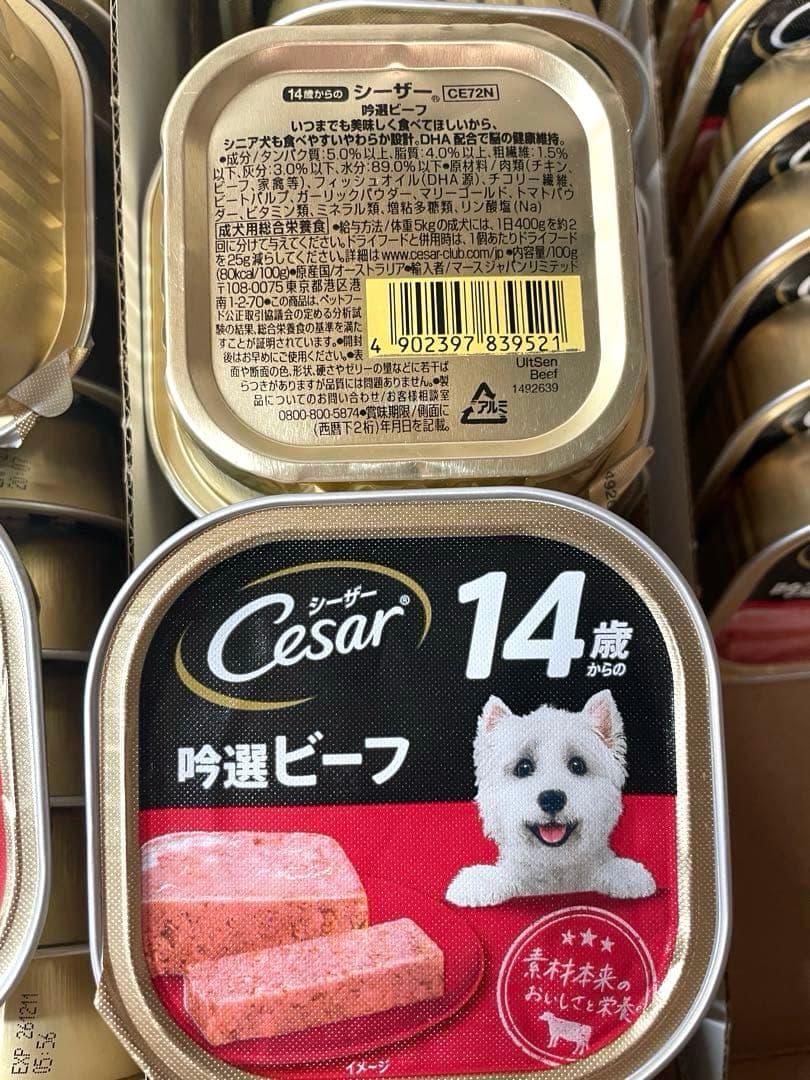 14歳からの シーザー® CE72N
吟選ビーフ
いつまでも美味しく食べてほしいから、
シニア犬も食べやすいやわらか設計。DHA配合で脳の健康維持。
●成分/タンパク質:5.0%以上,脂質:4.0%以上,粗繊維:1.5%
以下,灰分:3.0%以下,水分:89.0%以下●原材料/肉類(チキン、
ビーフ、家禽等)、フィッシュオイル(DHA源)、チコリー繊維、
ビートパルプ、ガーリックパウダー、マリーゴールド、トマトパウ
ダー、ビタミン類、ミネラル類、増粘多糖類、リン酸塩(Na)
成犬用総合栄養食 ●給与方法/体重5kgの成犬には、1日400gを約2
回に分けて与えてください。ドライフードと併用時は、1個あたりドライフード
を25g減らしてください。詳細は www.cesar-club.com/jp ●内容量/100g
(80kcal/100g)●原産国/オーストラリア●輸入者/マースジャパンリミテッド
〒108-0075 東京都港区港
南1-2-70●この商品は、ペットフー
ド公正取引協議会の定める分析試
験の結果、総合栄養食の基準を満た
すことが証明されています。●開封
後はお早めにご使用ください。●表
面や断面の色、形状、硬さやゼリーの量などに若干ば
らつきがありますが品質には問題ありません。●製
品についてのお問い合わせ/お客様相談室
0800-800-5874●賞味期限/側面に
(西暦下2桁)年月日を記載。
4 902397 839521
UltSen
Beef
1492639
アルミ
シーザー
Cesar®
14歳
からの
吟選ビーフ
素材本来の
おいしさと栄養。
イメージ
EXP 261211
05:56